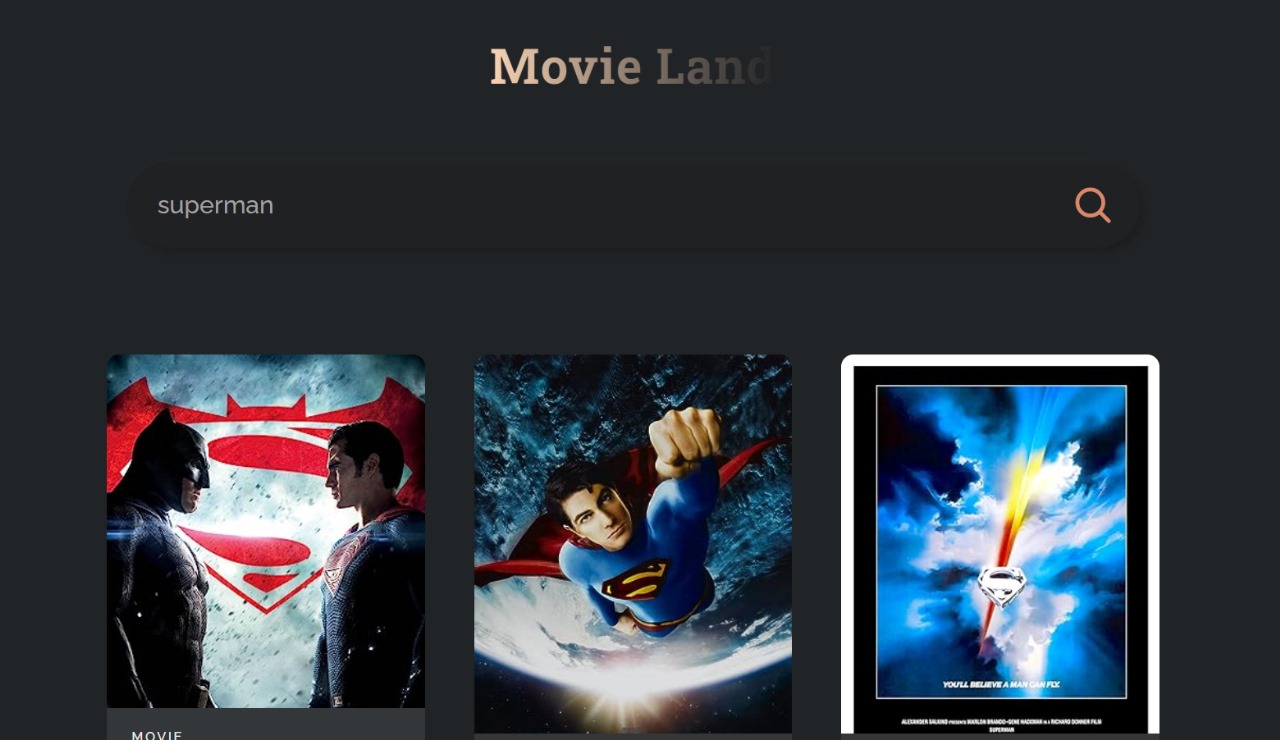 Movie Land
superman
YOU'LL BELIEVE A MAN CAN FLY.
ALEXANDER SALKIND PRESENTS MARLON BRANDO • GENE HACKMAN IN A RICHARD DONNER FILM
SUPERMAN
MOVIE